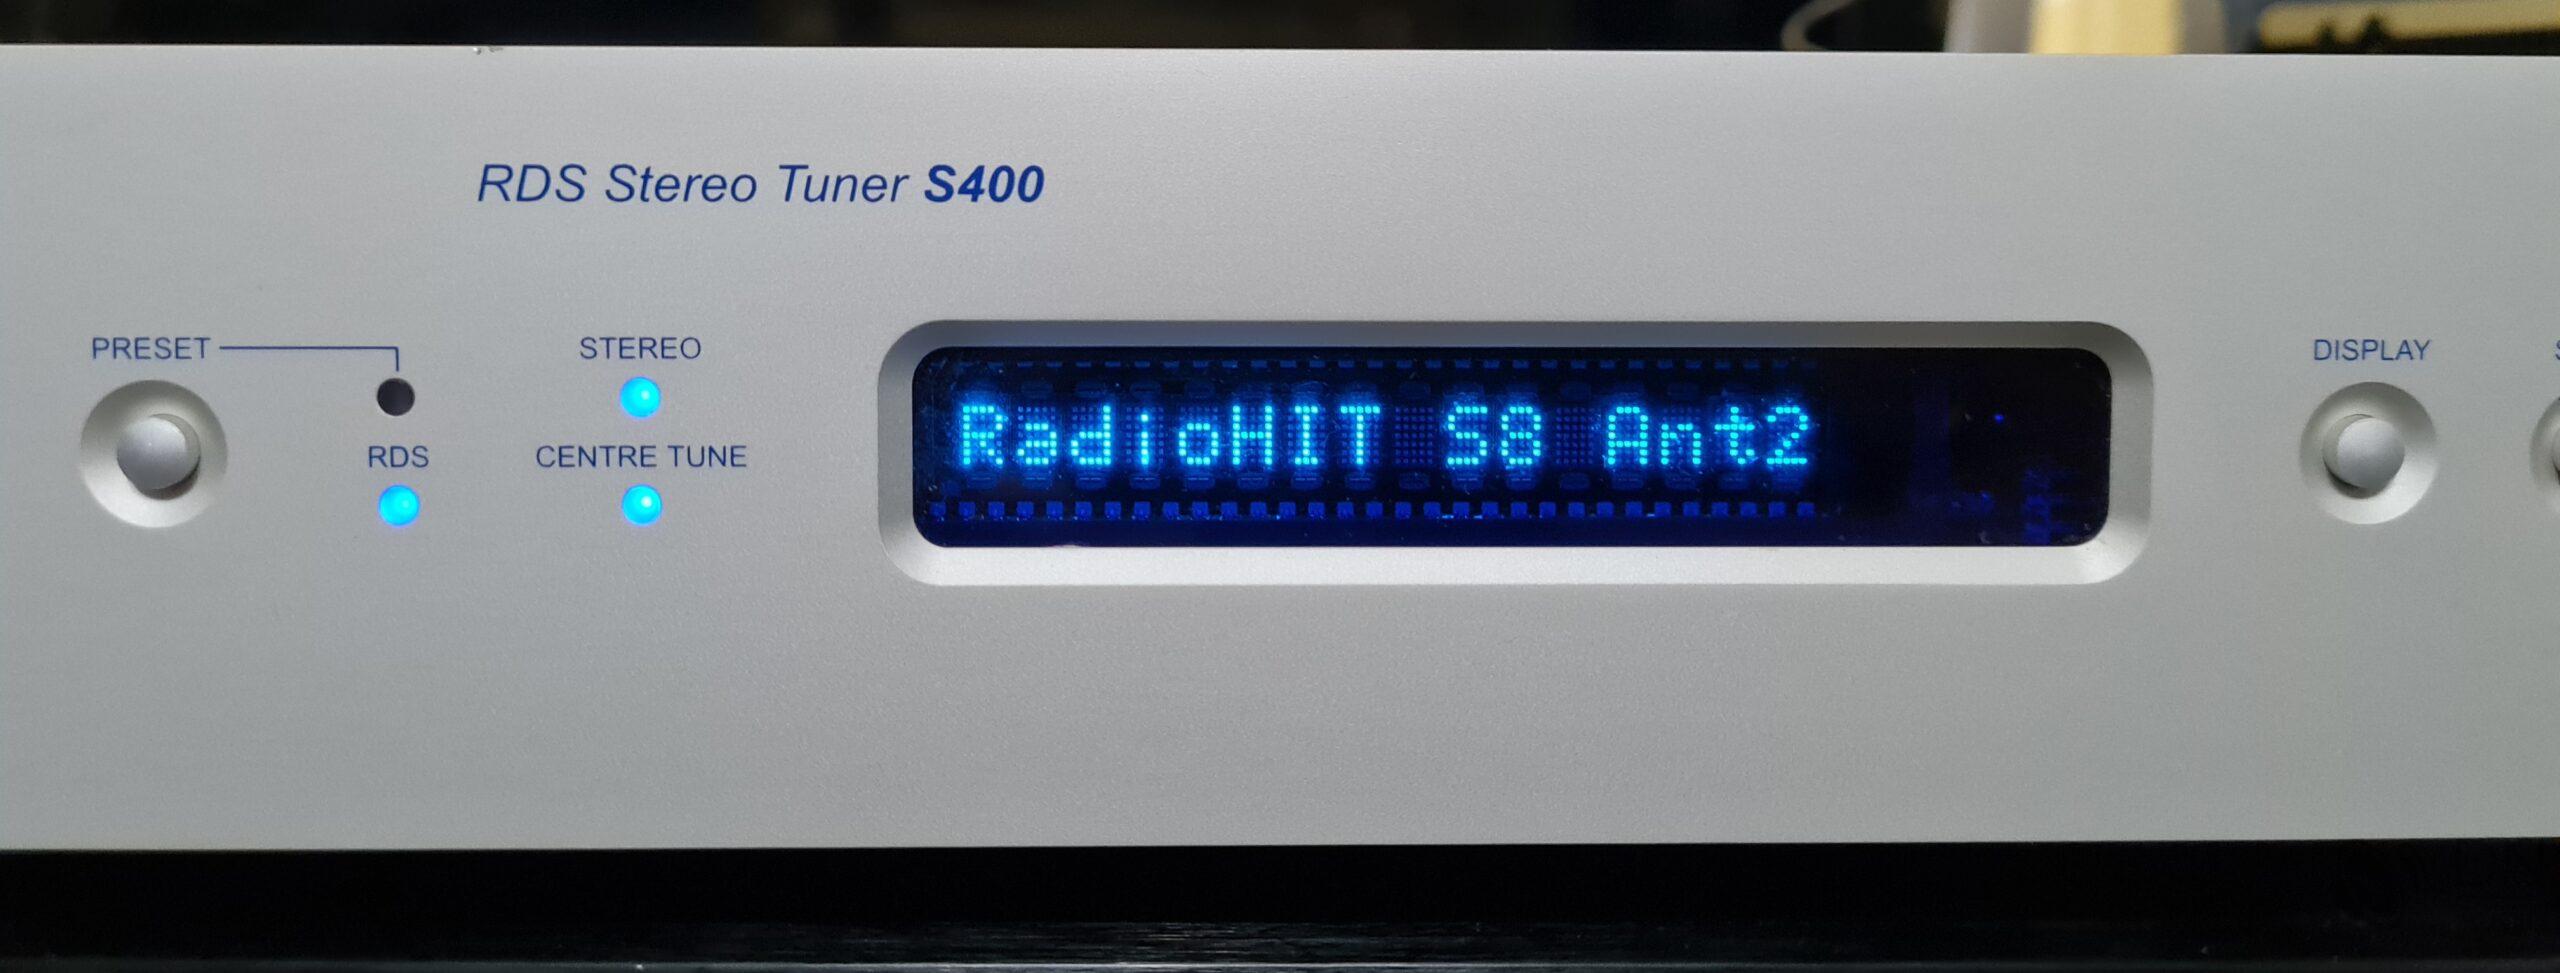 RDS Stereo Tuner S400
PRESET
STEREO
DISPLAY
RDS
CENTRE TUNE
RadioHIT S8 Ant2